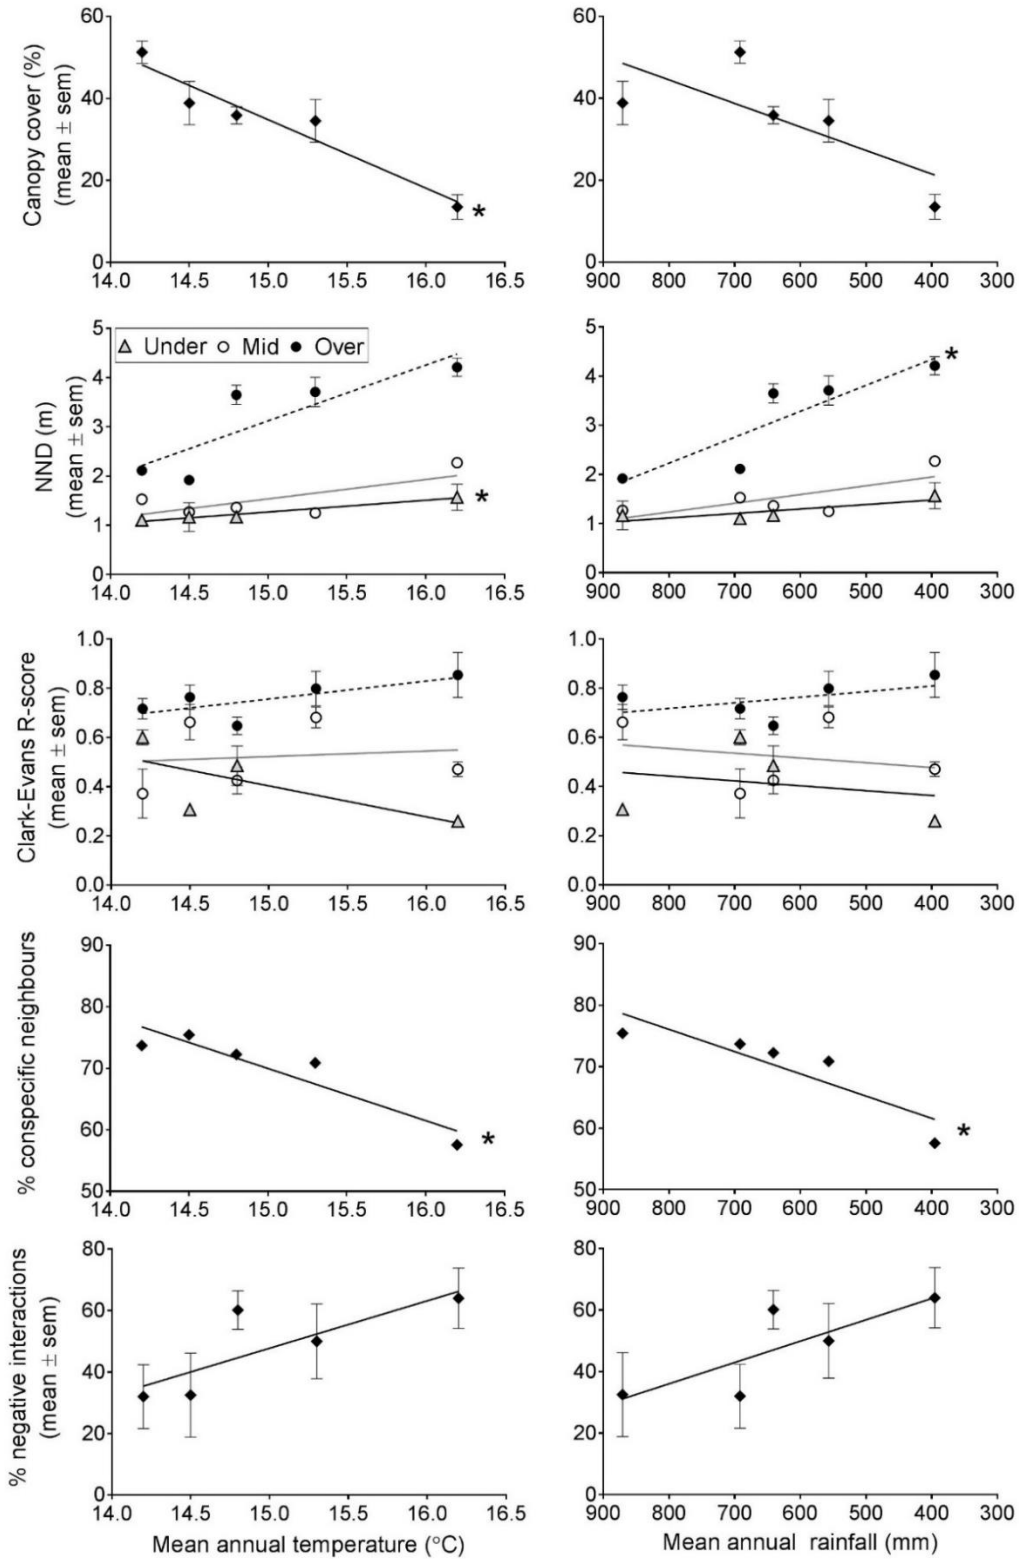 Canopy cover (%)
(mean ± sem)
60
40
20
0
14.0 14.5 15.0 15.5 16.0 16.5
*
60
40
20
0
900 800 700 600 500 400 300
NND (m)
(mean ± sem)
5
4
3
2
1
0
Under Mid Over
*
14.0 14.5 15.0 15.5 16.0 16.5
5
4
3
2
1
0
*
900 800 700 600 500 400 300
Clark-Evans R-score
(mean ± sem)
1.0
0.8
0.6
0.4
0.2
0.0
14.0 14.5 15.0 15.5 16.0 16.5
1.0
0.8
0.6
0.4
0.2
0.0
900 800 700 600 500 400 300
% conspecific neighbours
90
80
70
60
50
*
14.0 14.5 15.0 15.5 16.0 16.5
90
80
70
60
50
*
900 800 700 600 500 400 300
% negative interactions
(mean ± sem)
80
60
40
20
0
14.0 14.5 15.0 15.5 16.0 16.5
Mean annual temperature (°C)
80
60
40
20
0
900 800 700 600 500 400 300
Mean annual rainfall (mm)